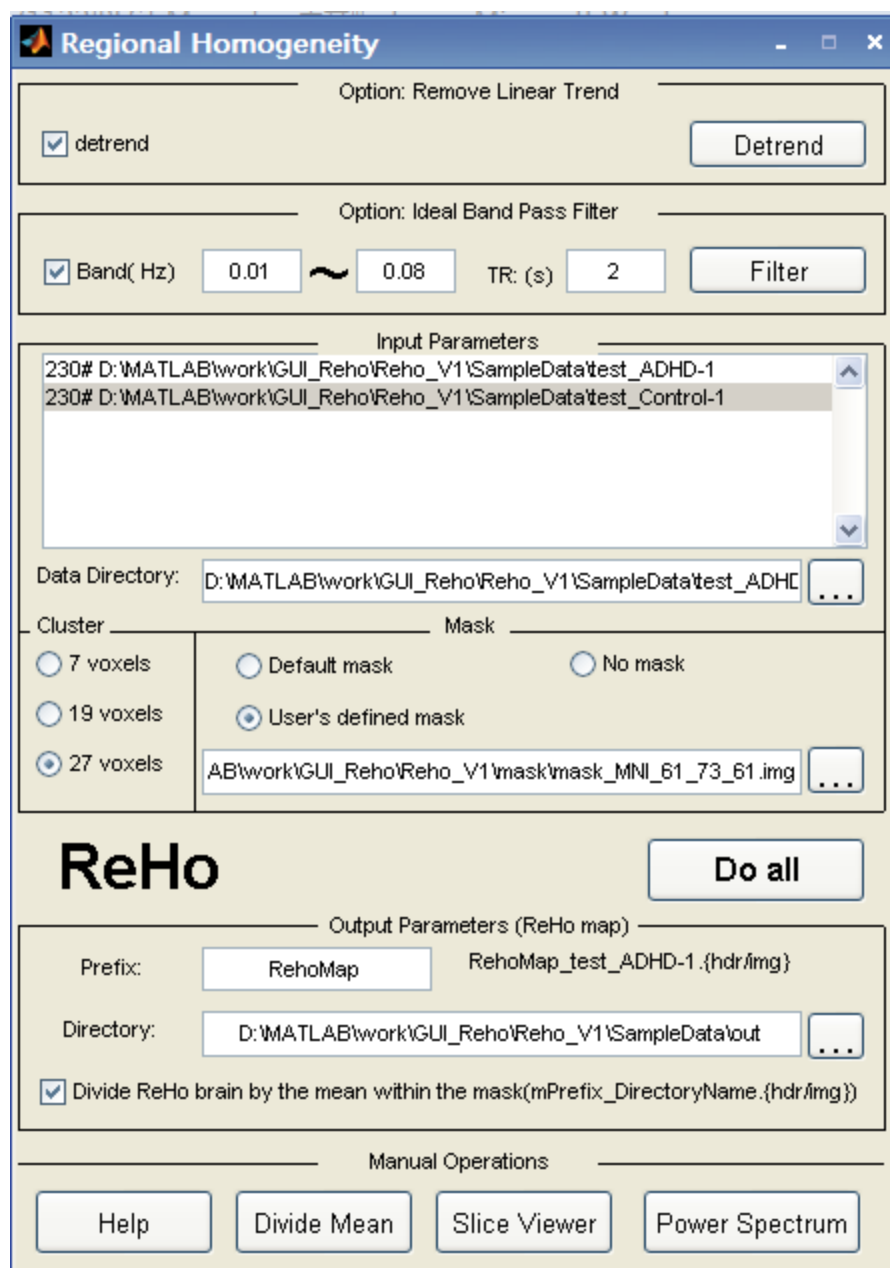 Regional Homogeneity
Option: Remove Linear Trend
detrend
Detrend
Option: Ideal Band Pass Filter
Band( Hz) 0.01 ~ 0.08 TR: (s) 2 Filter
Input Parameters
230# D:\MATLAB\work\GUI_Reho\Reho_V1\SampleData\test_ADHD-1
230# D:\MATLAB\work\GUI_Reho\Reho_V1\SampleData\test_Control-1
Data Directory: D:\MATLAB\work\GUI_Reho\Reho_V1\SampleData\test_ADHD ...
Cluster
Mask
7 voxels
Default mask
No mask
19 voxels
User's defined mask
27 voxels
AB\work\GUI_Reho\Reho_V1\mask\mask_MNI_61_73_61.img ...
ReHo
Do all
Output Parameters (ReHo map)
Prefix: RehoMap RehoMap_test_ADHD-1.{hdr/img}
Directory: D:\MATLAB\work\GUI_Reho\Reho_V1\SampleData\out ...
Divide ReHo brain by the mean within the mask(mPrefix_DirectoryName.{hdr/img})
Manual Operations
Help
Divide Mean
Slice Viewer
Power Spectrum